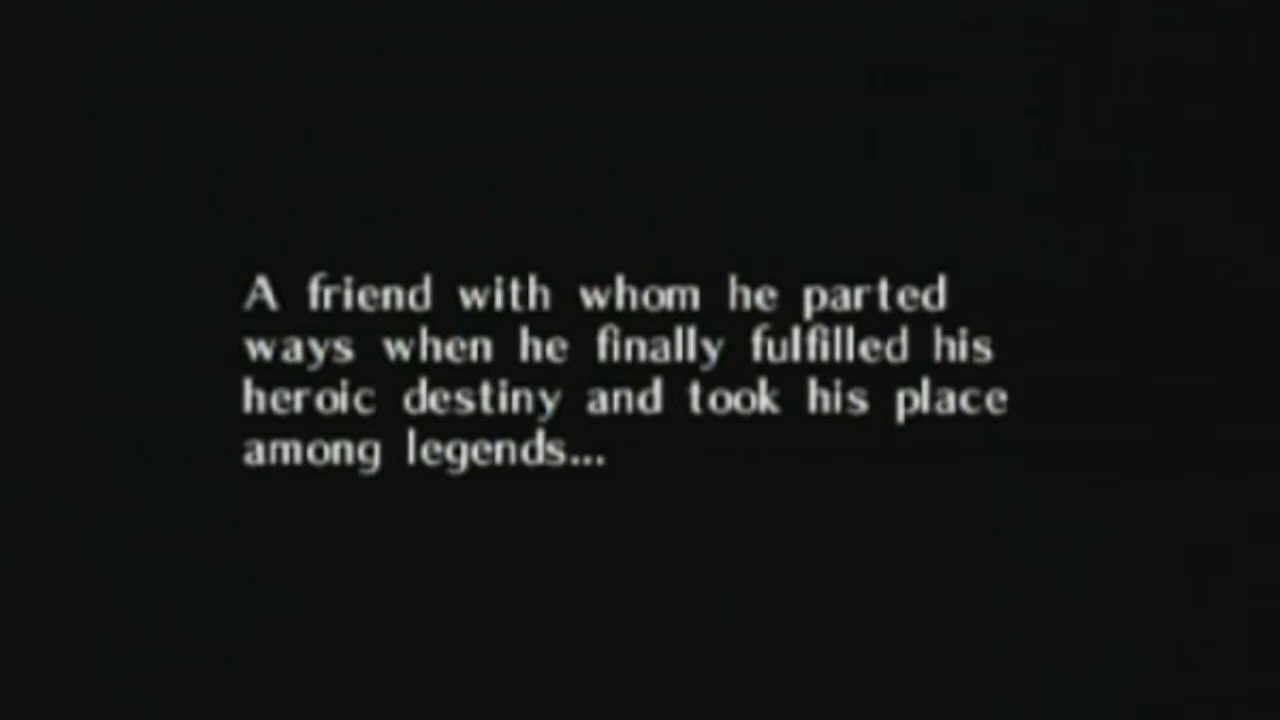 A friend with whom he parted
ways when he finally fulfilled his
heroic destiny and took his place
among legends...